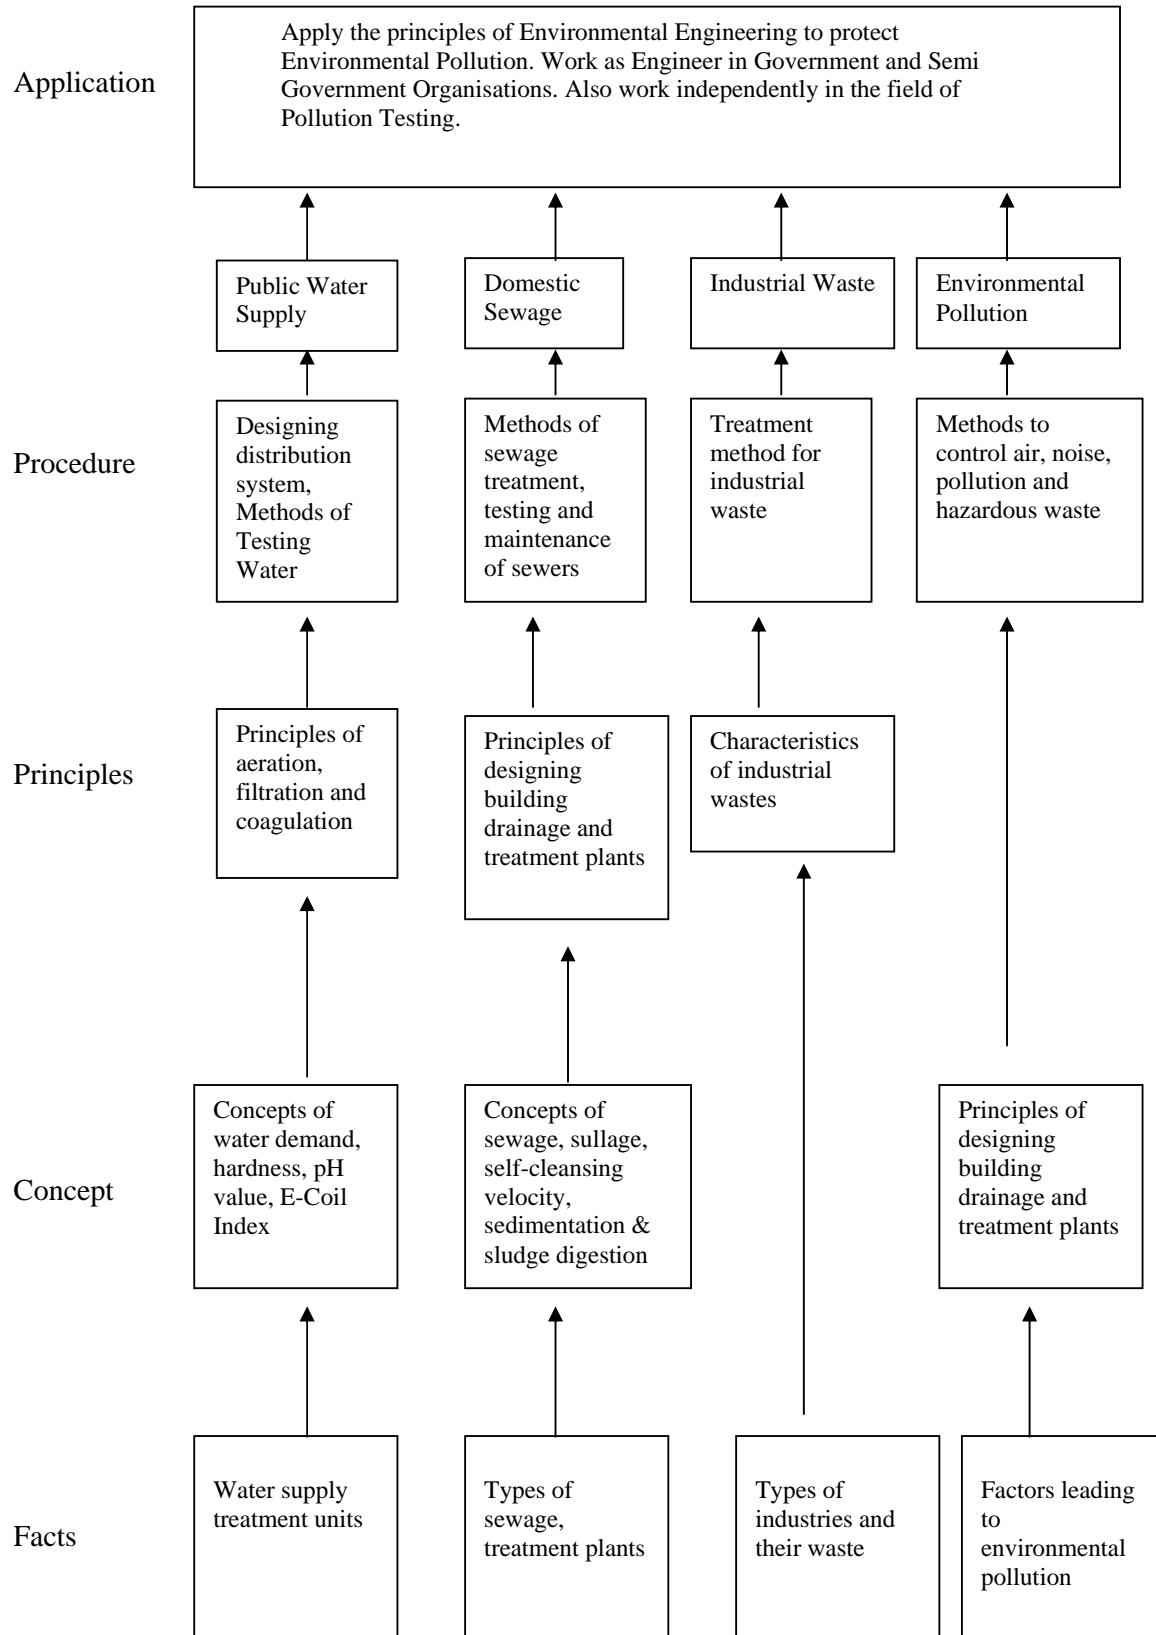 Application
Apply the principles of Environmental Engineering to protect
Environmental Pollution. Work as Engineer in Government and Semi
Government Organisations. Also work independently in the field of
Pollution Testing.
Public Water
Supply
Domestic
Sewage
Industrial Waste
Environmental
Pollution
Procedure
Designing
distribution
system,
Methods of
Testing
Water
Methods of
sewage
treatment,
testing and
maintenance
of sewers
Treatment
method for
industrial
waste
Methods to
control air, noise,
pollution and
hazardous waste
Principles
Principles of
aeration,
filtration and
coagulation
Principles of
designing
building
drainage and
treatment plants
Characteristics
of industrial
wastes
Concept
Concepts of
water demand,
hardness, pH
value, E-Coil
Index
Concepts of
sewage, sullage,
self-cleansing
velocity,
sedimentation &
sludge digestion
Principles of
designing
building
drainage and
treatment plants
Facts
Water supply
treatment units
Types of
sewage,
treatment plants
Types of
industries and
their waste
Factors leading
to
environmental
pollution